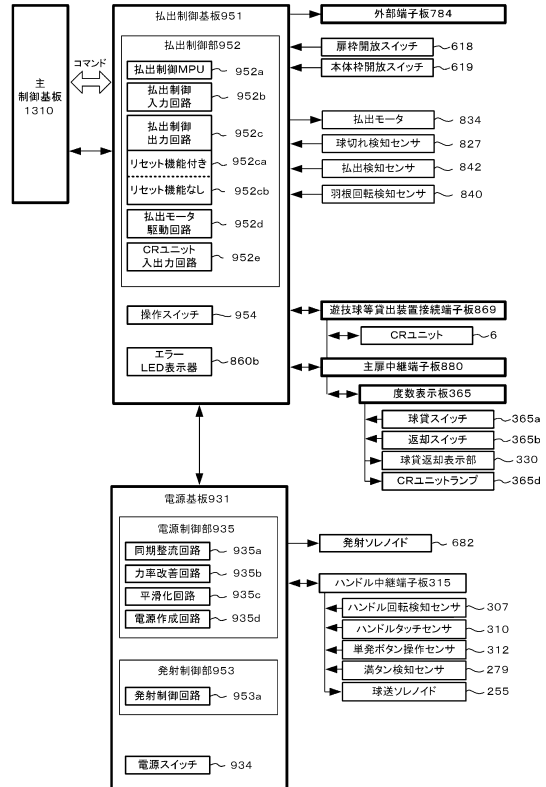 払出制御基板951
外部端子板784
払出制御部952
扉枠開放スイッチ 618
本体枠開放スイッチ 619
コマンド
主
制御基板
1310
払出制御MPU 952a
払出制御
入力回路 952b
払出制御
出力回路 952c
リセット機能付き 952ca
リセット機能なし 952cb
払出モータ
駆動回路 952d
CRユニット
入出力回路 952e
払出モータ 834
球切れ検知センサ 827
払出検知センサ 842
羽根回転検知センサ 840
操作スイッチ 954
エラー
LED表示器 860b
遊技球等貸出装置接続端子板869
CRユニット 6
主扉中継端子板880
度数表示板365
球貸スイッチ 365a
返却スイッチ 365b
球貸返却表示部 330
CRユニットランプ 365d
電源基板931
電源制御部935
同期整流回路 935a
力率改善回路 935b
平滑化回路 935c
電源作成回路 935d
発射制御部953
発射制御回路 953a
電源スイッチ 934
発射ソレノイド 682
ハンドル中継端子板315
ハンドル回転検知センサ 307
ハンドルタッチセンサ 310
単発ボタン操作センサ 312
満タン検知センサ 279
球送ソレノイド 255